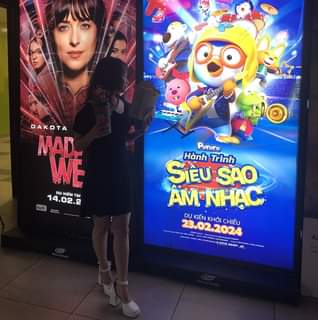 DAKOTA
MAD
WE
14.02.2
Pororo
Hành Trình
SIÊU SAO
ÂM NHẠC
DỰ KIẾN KHỞI CHIẾU
23.02.2024